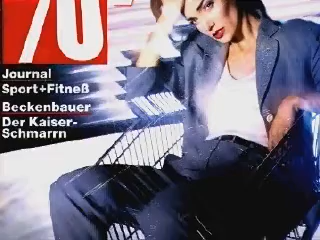 70
Journal
Sport+Fitneß
Beckenbauer
Der Kaiser-
Schmarrn